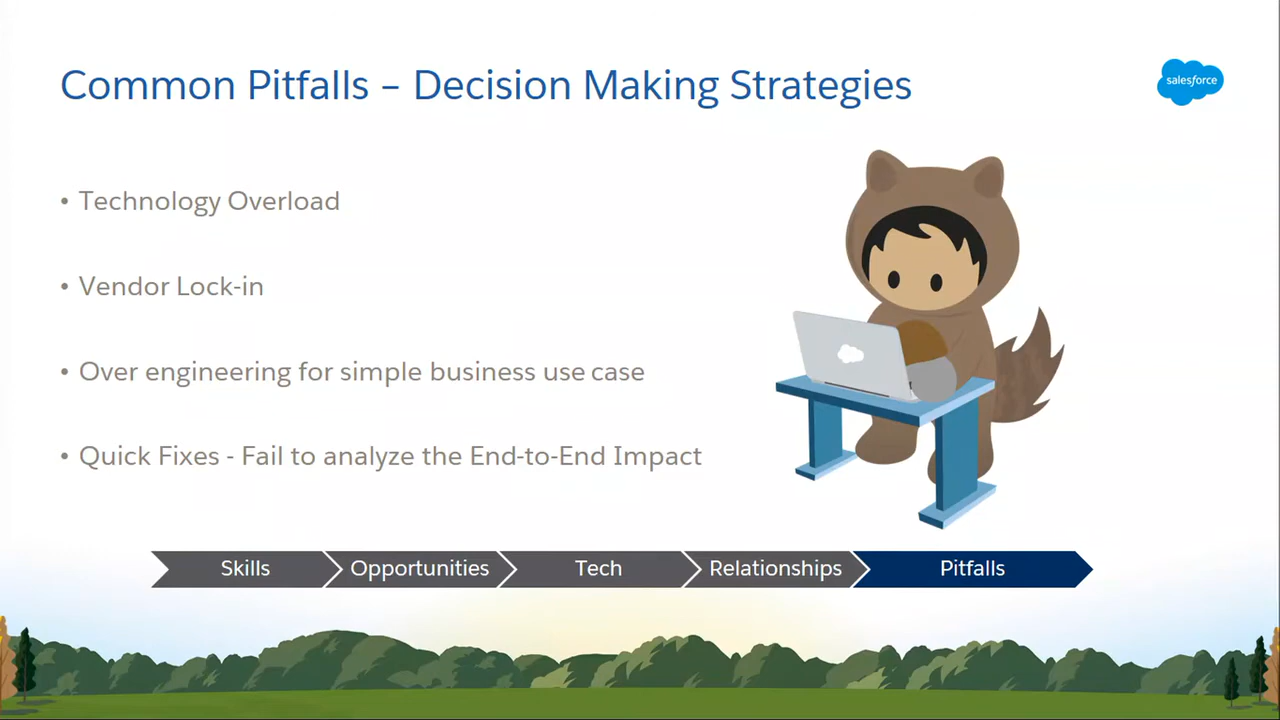 Common Pitfalls – Decision Making Strategies
salesforce
• Technology Overload
• Vendor Lock-in
• Over engineering for simple business use case
• Quick Fixes - Fail to analyze the End-to-End Impact
Skills
Opportunities
Tech
Relationships
Pitfalls